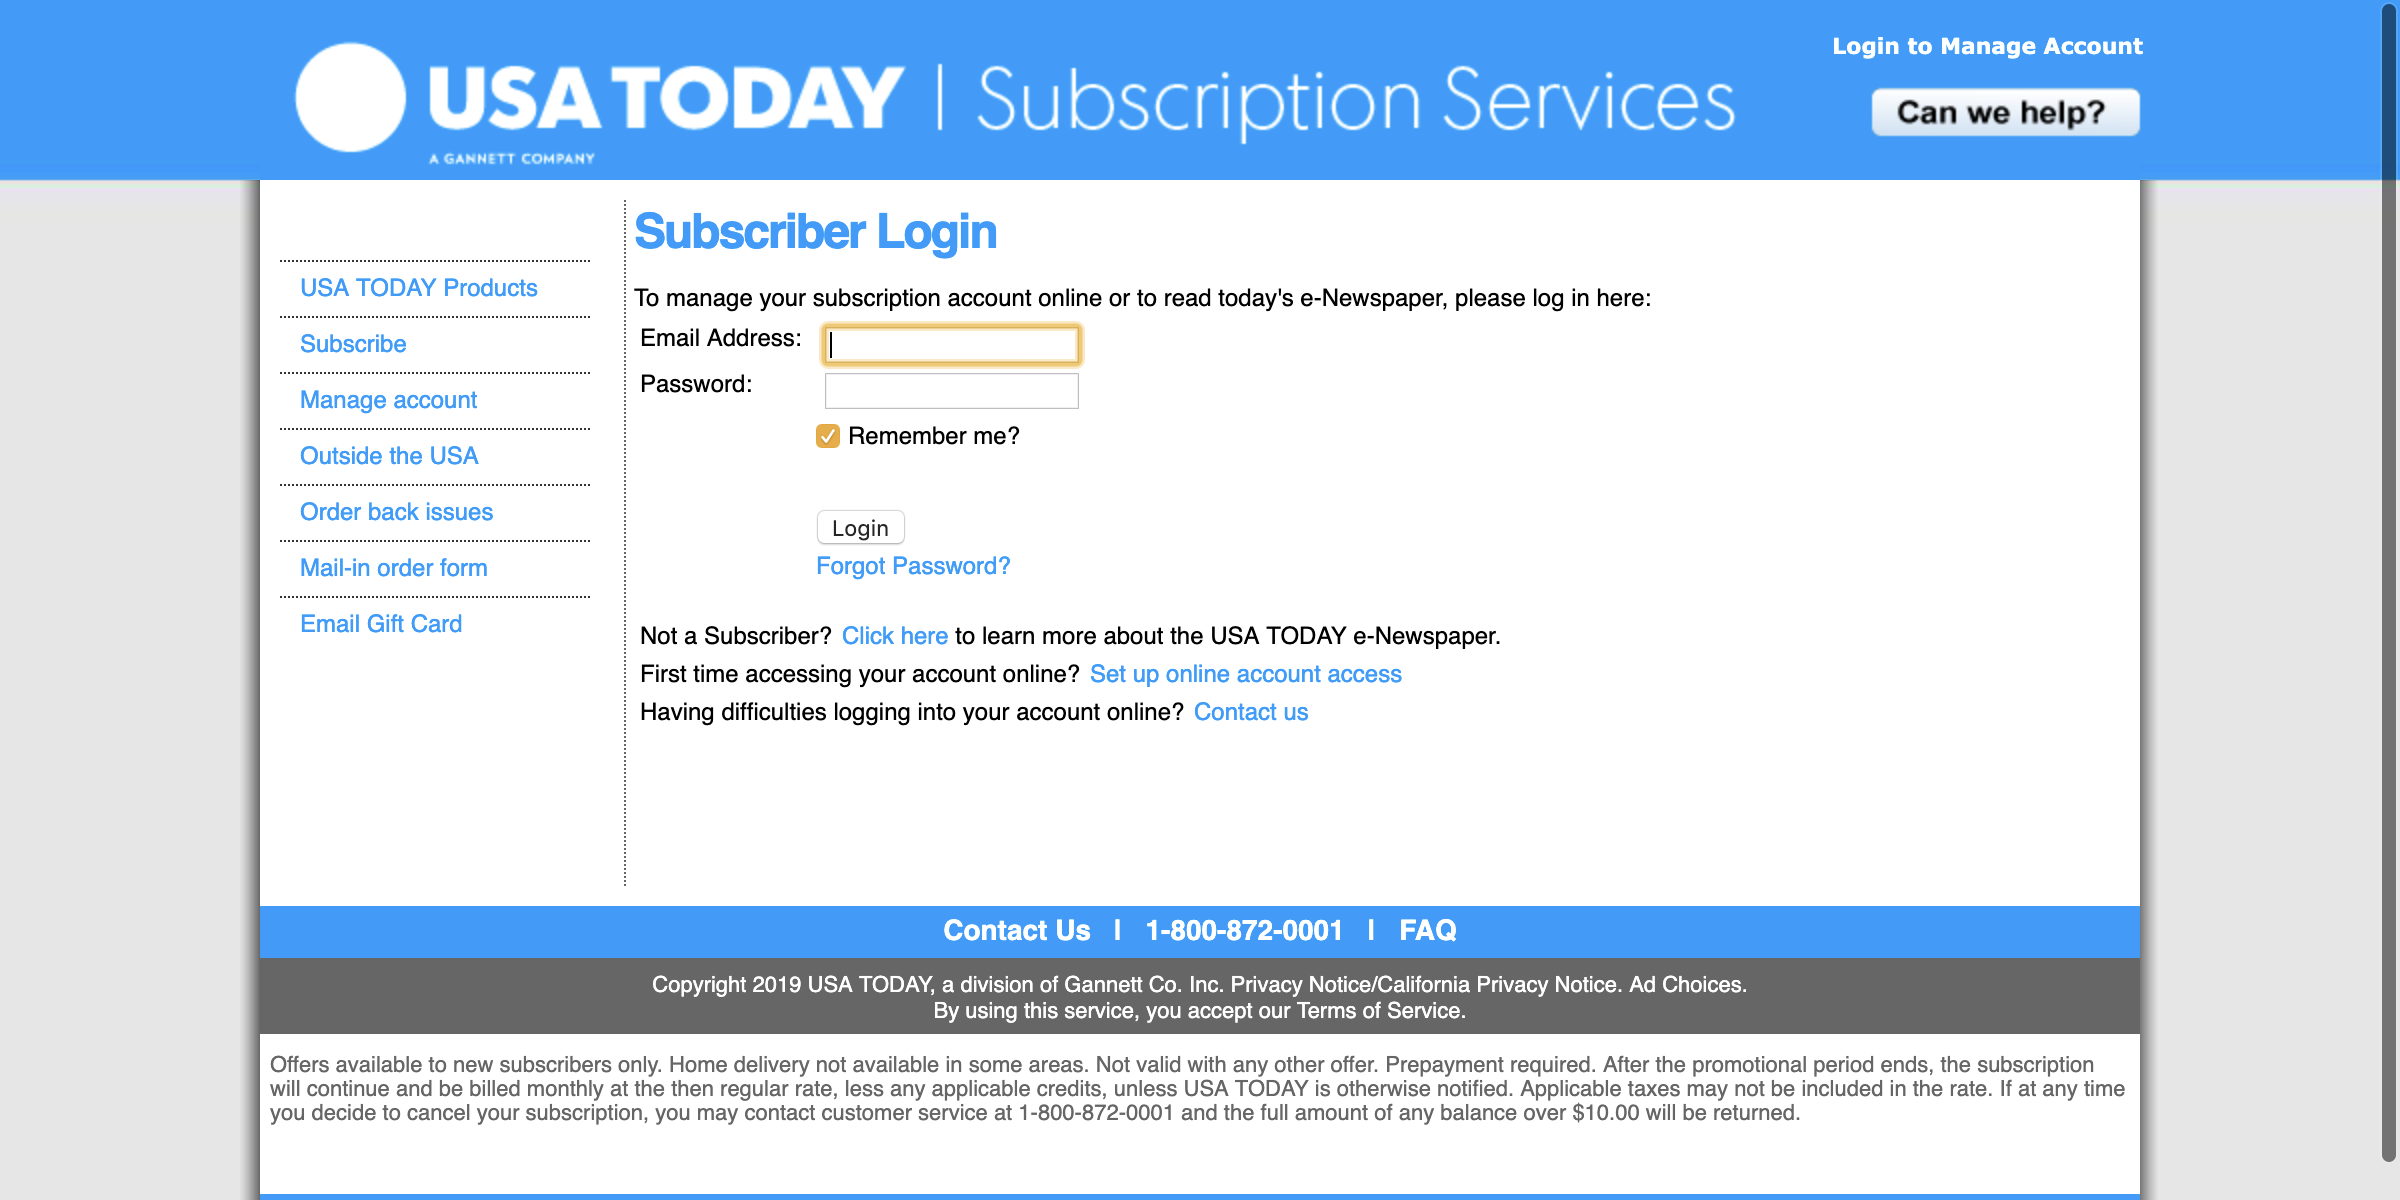 Login to Manage Account
USA TODAY | Subscription Services
Can we help?
A GANNETT COMPANY
USA TODAY Products
Subscribe
Manage account
Outside the USA
Order back issues
Mail-in order form
Email Gift Card
Subscriber Login
To manage your subscription account online or to read today's e-Newspaper, please log in here:
Email Address:
Password:
Remember me?
Login
Forgot Password?
Not a Subscriber? Click here to learn more about the USA TODAY e-Newspaper.
First time accessing your account online? Set up online account access
Having difficulties logging into your account online? Contact us
Contact Us | 1-800-872-0001 | FAQ
Copyright 2019 USA TODAY, a division of Gannett Co. Inc. Privacy Notice/California Privacy Notice. Ad Choices.
By using this service, you accept our Terms of Service.
Offers available to new subscribers only. Home delivery not available in some areas. Not valid with any other offer. Prepayment required. After the promotional period ends, the subscription
will continue and be billed monthly at the then regular rate, less any applicable credits, unless USA TODAY is otherwise notified. Applicable taxes may not be included in the rate. If at any time
you decide to cancel your subscription, you may contact customer service at 1-800-872-0001 and the full amount of any balance over $10.00 will be returned.